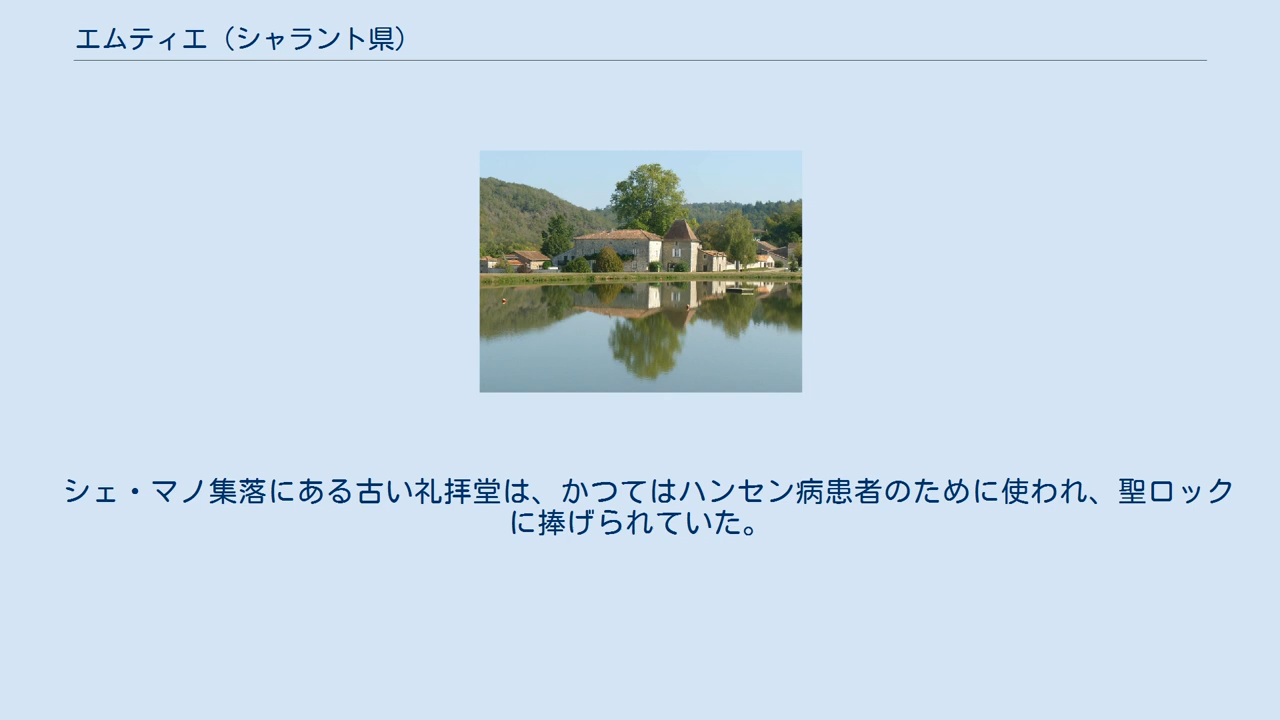 エムティエ（シャラント県）
シェ・マノ集落にある古い礼拝堂は、かつてはハンセン病患者のために使われ、聖ロック
に捧げられていた。